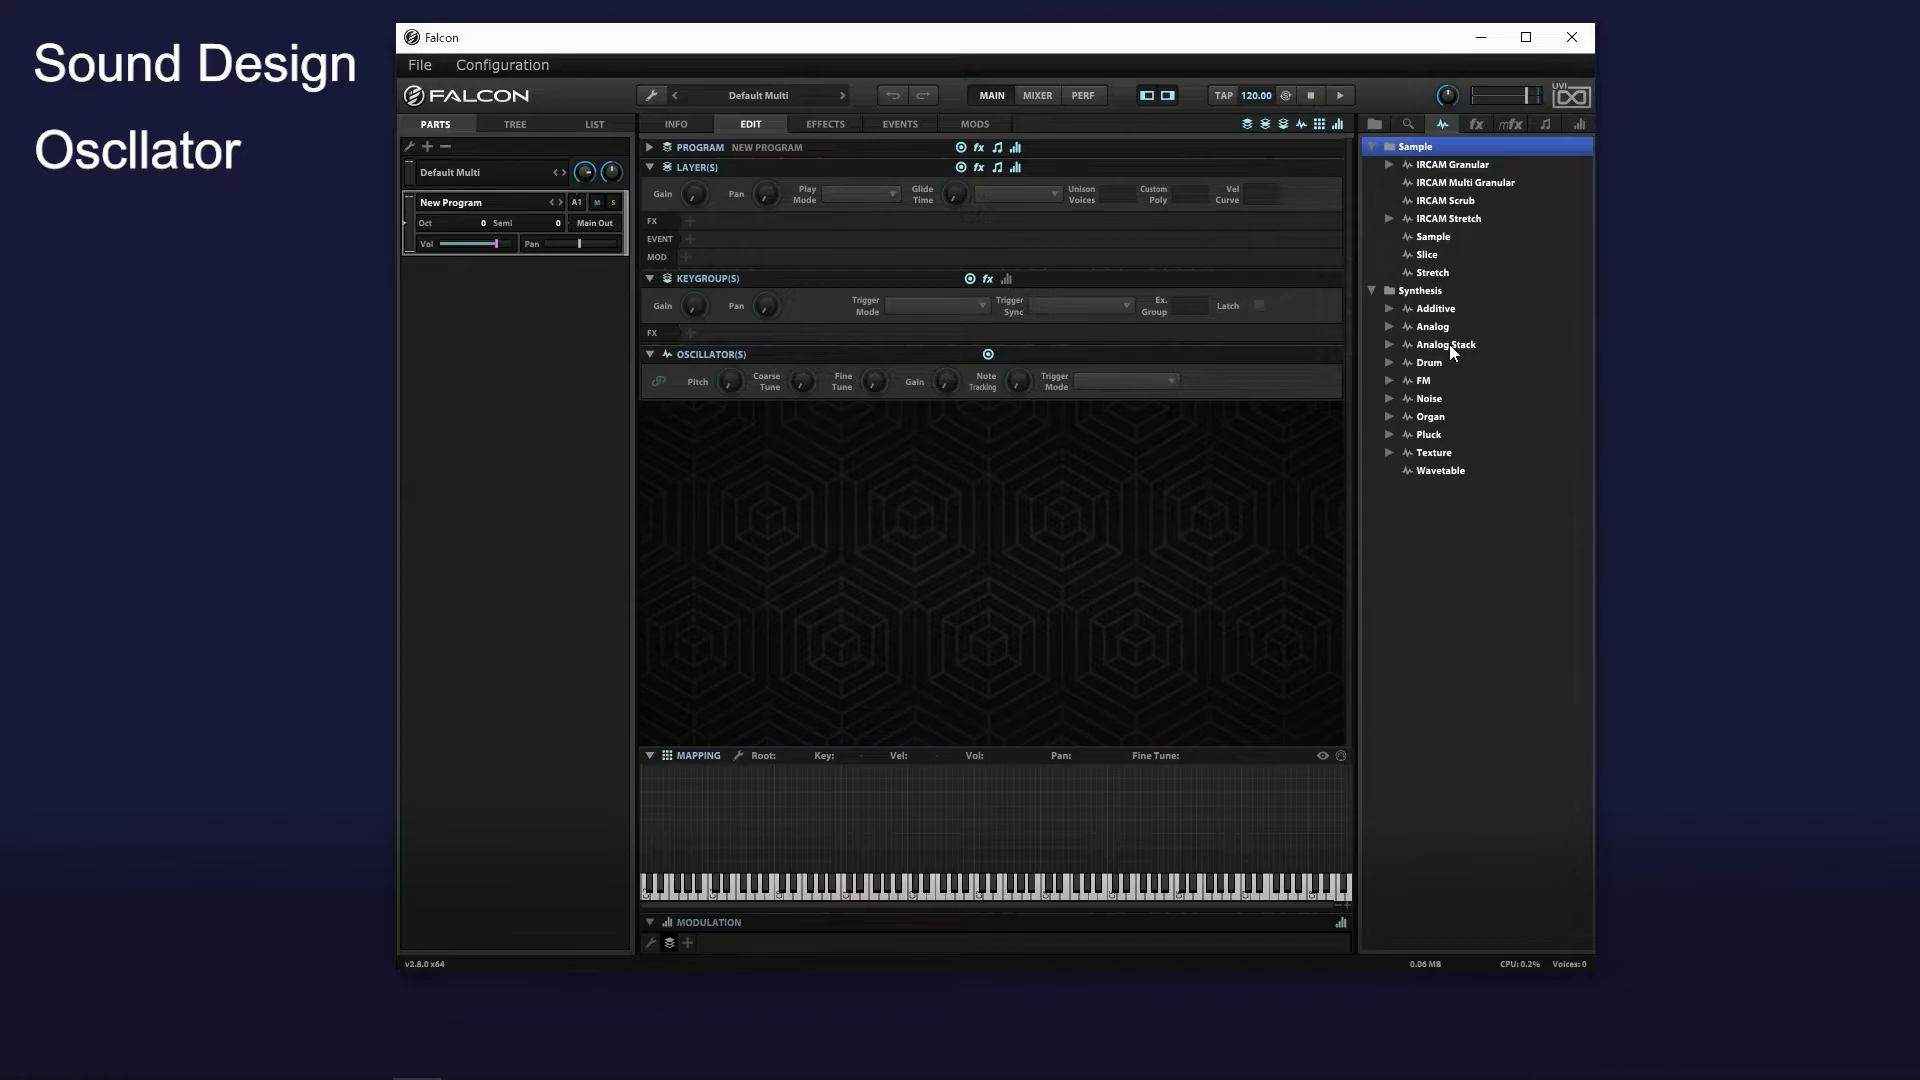 Sound Design
Oscllator
Falcon
File Configuration
FALCON
Default Multi
MAIN MIXER PERF
TAP 120.00
UVI
PARTS TREE LIST
INFO EDIT EFFECTS EVENTS MODS
fx mfx
Default Multi
New Program A1 M S
Oct 0 Semi 0 Main Out
Vol Pan
PROGRAM NEW PROGRAM fx
LAYER(S) fx
Gain Pan Play Mode Glide Time Unison Voices Custom Poly Vel Curve
FX
EVENT
MOD
KEYGROUP(S) fx
Gain Pan Trigger Mode Trigger Sync Ex. Group Latch
FX
OSCILLATOR(S)
Pitch Coarse Tune Fine Tune Gain Note Tracking Trigger Mode
Sample
IRCAM Granular
IRCAM Multi Granular
IRCAM Scrub
IRCAM Stretch
Sample
Slice
Stretch
Synthesis
Additive
Analog
Analog Stack
Drum
FM
Noise
Organ
Pluck
Texture
Wavetable
MAPPING Root: Key: - Vel: - Vol: Pan: Fine Tune:
MODULATION
v2.8.0 x64
0.06 MB CPU: 0.2% Voices: 0